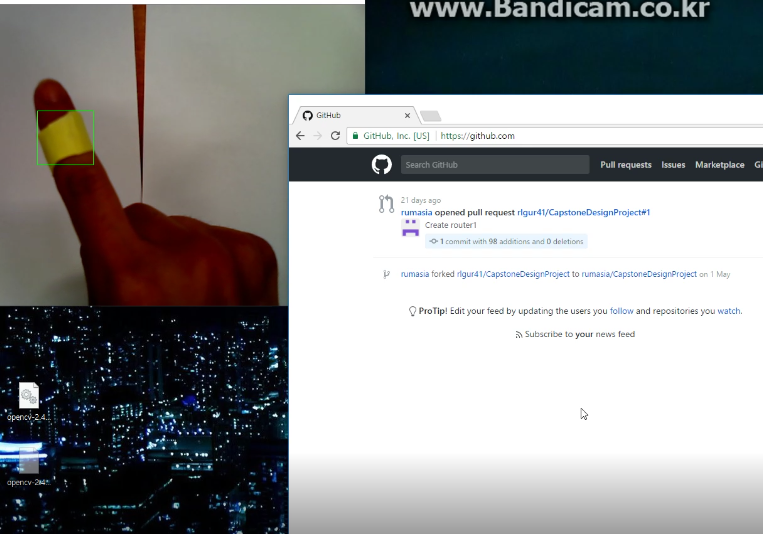 www.Bandicam.co.kr
GitHub
GitHub, Inc. [US] | https://github.com
Search GitHub
Pull requests Issues Marketplace Gi
21 days ago
rumasia opened pull request rlgur41/CapstoneDesignProject#1
Create router1
1 commit with 98 additions and 0 deletions
rumasia forked rlgur41/CapstoneDesignProject to rumasia/CapstoneDesignProject on 1 May
ProTip! Edit your feed by updating the users you follow and repositories you watch.
Subscribe to your news feed
opencv-2.4...
opencv-2.4...